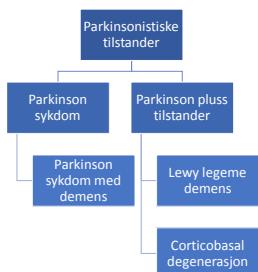 Parkinsonistiske
tilstander
Parkinson
sykdom
Parkinson pluss
tilstander
Parkinson
sykdom med
demens
Lewy legeme
demens
Corticobasal
degenerasjon